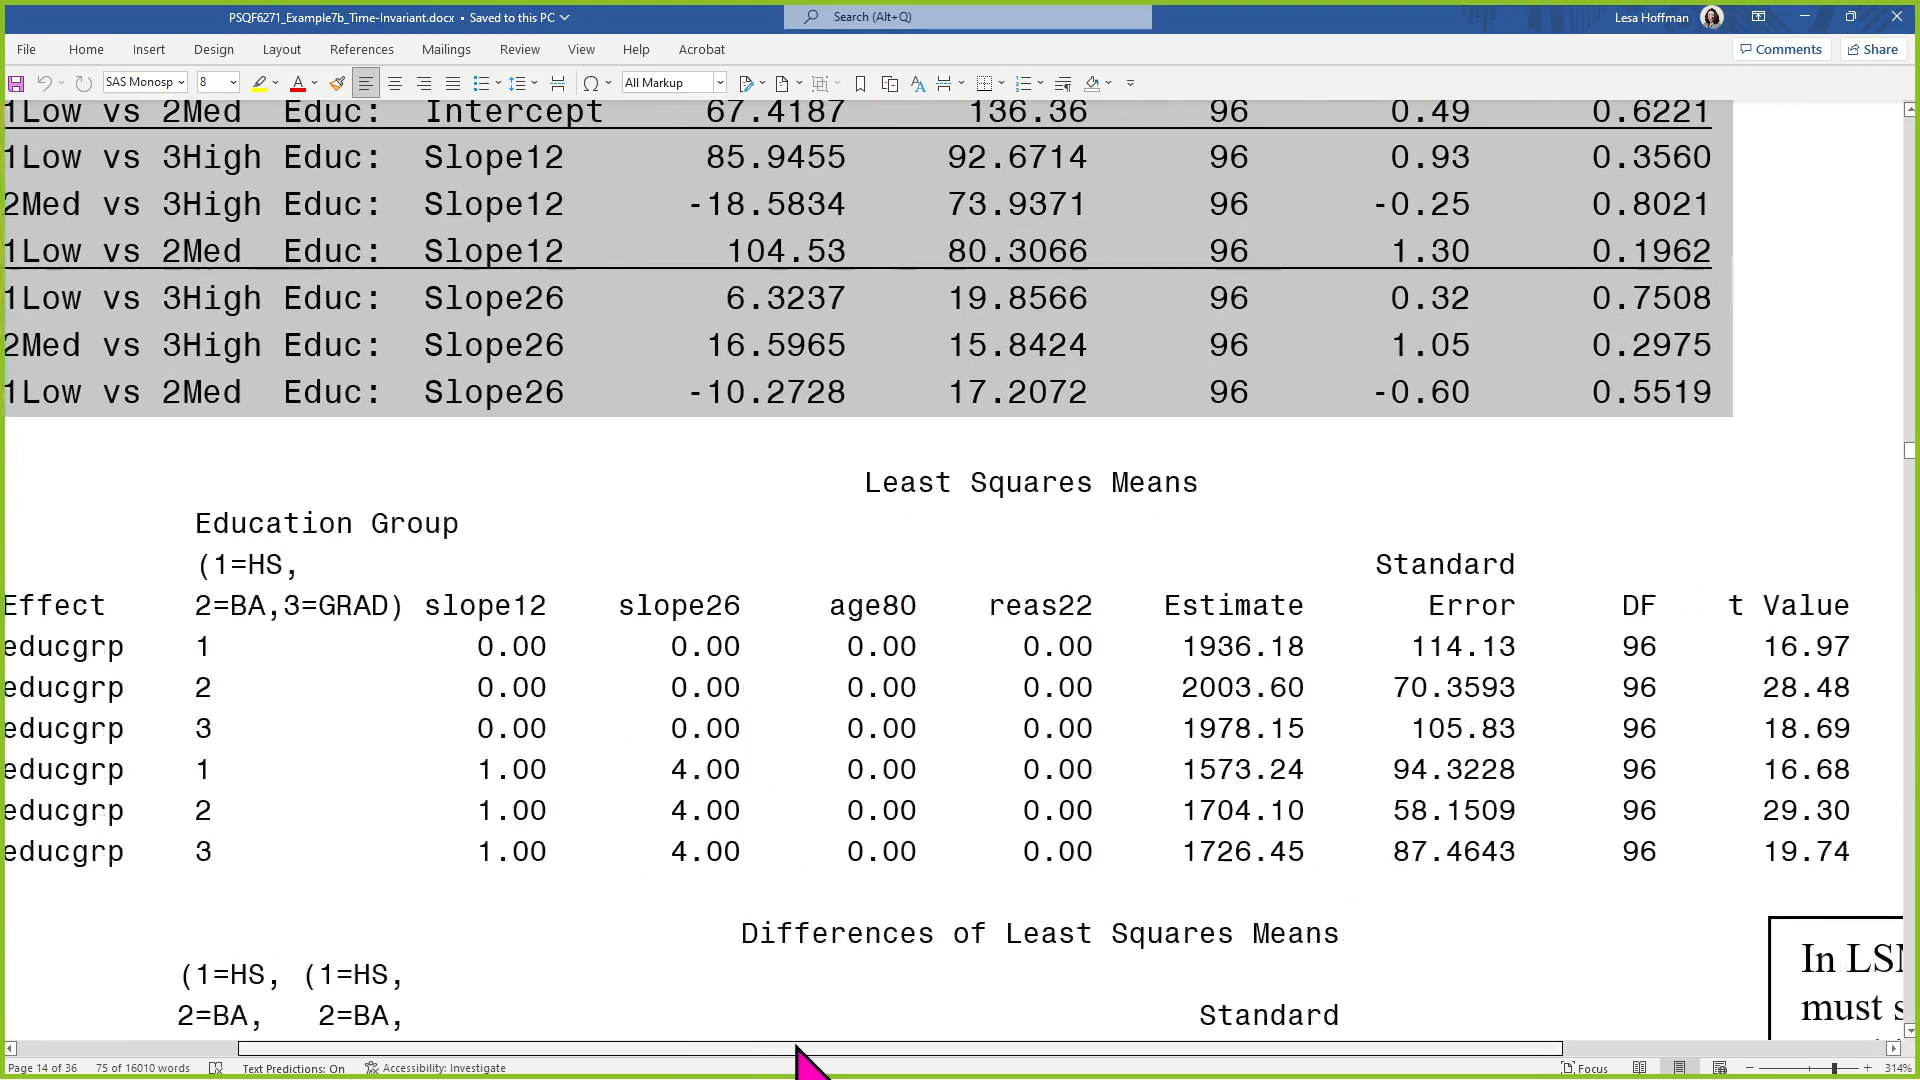 PSQF6271_Example7b_Time-Invariant.docx • Saved to this PC
Search (Alt+Q)
Lesa Hoffman
File Home Insert Design Layout References Mailings Review View Help Acrobat Comments Share
SAS Monosp 8 All Markup
1Low vs 2Med Educ: Intercept 67.4187 136.36 96 0.49 0.6221
1Low vs 3High Educ: Slope12 85.9455 92.6714 96 0.93 0.3560
2Med vs 3High Educ: Slope12 -18.5834 73.9371 96 -0.25 0.8021
1Low vs 2Med Educ: Slope12 104.53 80.3066 96 1.30 0.1962
1Low vs 3High Educ: Slope26 6.3237 19.8566 96 0.32 0.7508
2Med vs 3High Educ: Slope26 16.5965 15.8424 96 1.05 0.2975
1Low vs 2Med Educ: Slope26 -10.2728 17.2072 96 -0.60 0.5519
Least Squares Means
Education Group
(1=HS, Standard
Effect 2=BA,3=GRAD) slope12 slope26 age80 reas22 Estimate Error DF t Value
educgrp 1 0.00 0.00 0.00 0.00 1936.18 114.13 96 16.97
educgrp 2 0.00 0.00 0.00 0.00 2003.60 70.3593 96 28.48
educgrp 3 0.00 0.00 0.00 0.00 1978.15 105.83 96 18.69
educgrp 1 1.00 4.00 0.00 0.00 1573.24 94.3228 96 16.68
educgrp 2 1.00 4.00 0.00 0.00 1704.10 58.1509 96 29.30
educgrp 3 1.00 4.00 0.00 0.00 1726.45 87.4643 96 19.74
Differences of Least Squares Means
(1=HS, (1=HS,
2=BA, 2=BA, Standard
In
must
Page 14 of 36 75 of 16010 words Text Predictions: On Accessibility: Investigate Focus 314%